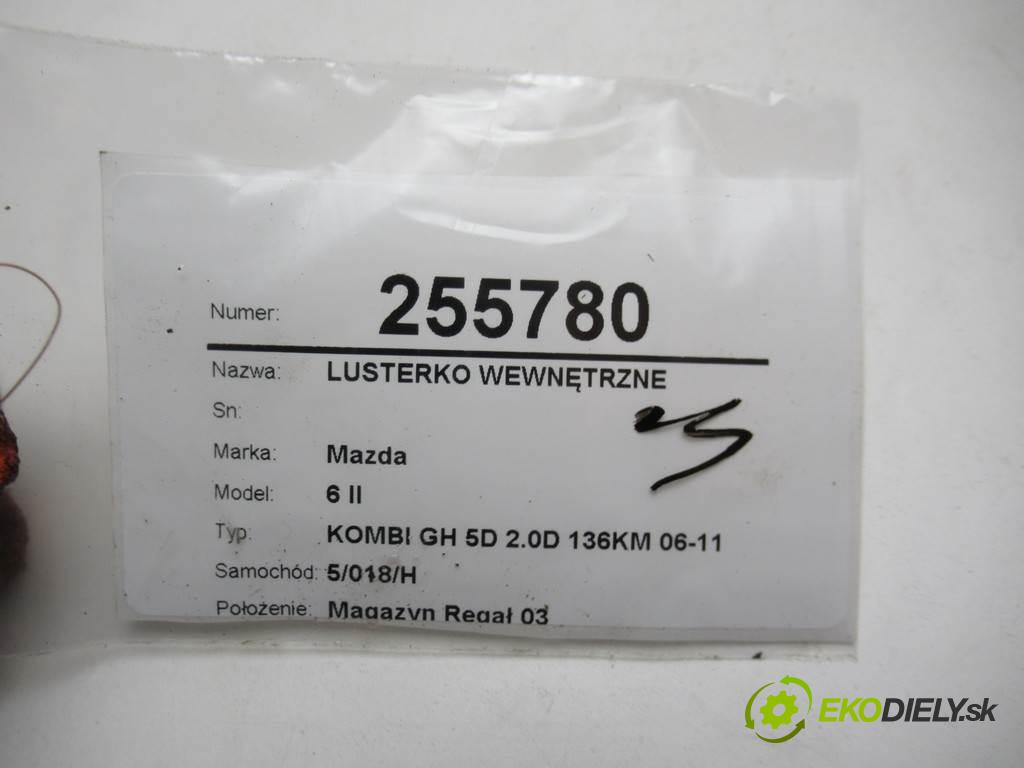 Numer: 255780
Nazwa: LUSTERKO WEWNĘTRZNE
Sn:
Marka: Mazda
Model: 6 II
Typ: KOMBI GH 5D 2.0D 136KM 06-11
Samochód: 5/018/H
Położenie: Magazyn Regał 03
EKODIELY.sk